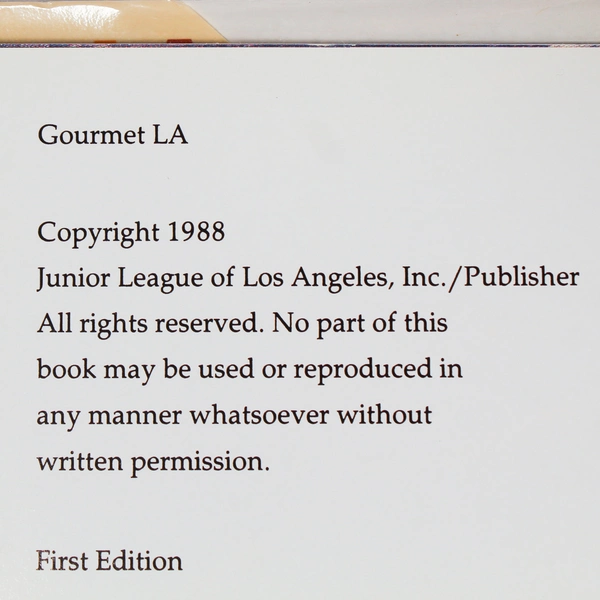 Gourmet LA
Copyright 1988
Junior League of Los Angeles, Inc./Publisher
All rights reserved. No part of this
book may be used or reproduced in
any manner whatsoever without
written permission.
First Edition